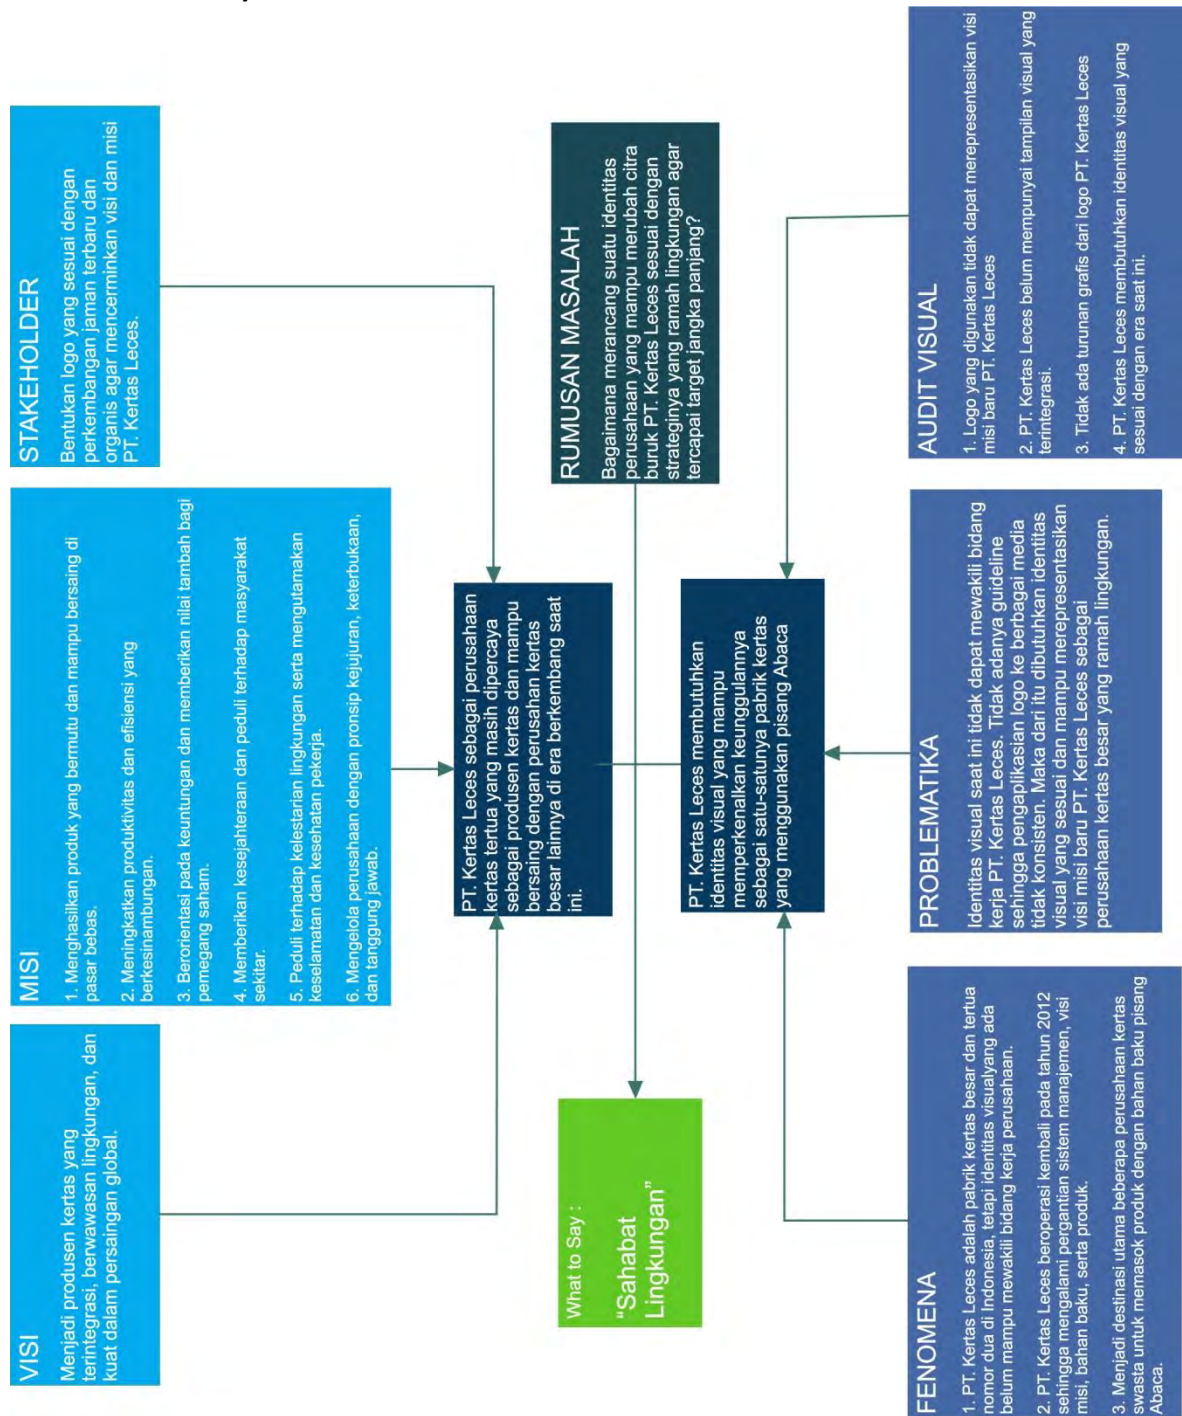 VISI
Menjadi produsen kertas yang
terintegrasi, berwawasan lingkungan, dan
kuat dalam persaingan global.
MISI
1. Menghasilkan produk yang bermutu dan mampu bersaing di
pasar bebas.
2. Meningkatkan produktivitas dan efisiensi yang
berkesinambungan.
3. Berorientasi pada keuntungan dan memberikan nilai tambah bagi
pemegang saham.
4. Memberikan kesejahteraan dan peduli terhadap masyarakat
sekitar.
5. Peduli terhadap kelestarian lingkungan serta mengutamakan
keselamatan dan kesehatan pekerja.
6. Mengelola perusahaan dengan pronsip kejujuran, keterbukaan,
dan tanggung jawab.
STAKEHOLDER
Bentukan logo yang sesuai dengan
perkembangan jaman terbaru dan
organis agar mencerminkan visi dan misi
PT. Kertas Leces.
PT. Kertas Leces sebagai perusahaan
kertas tertua yang masih dipercaya
sebagai produsen kertas dan mampu
bersaing dengan perusahan kertas
besar lainnya di era berkembang saat
ini.
What to Say :
“Sahabat
Lingkungan”
RUMUSAN MASALAH
Bagaimana merancang suatu identitas
perusahaan yang mampu merubah citra
buruk PT. Kertas Leces sesuai dengan
strateginya yang ramah lingkungan agar
tercapai target jangka panjang?
PT. Kertas Leces membutuhkan
identitas visual yang mampu
memperkenalkan keunggulannya
sebagai satu-satunya pabrik kertas
yang menggunakan pisang Abaca
FENOMENA
1. PT. Kertas Leces adalah pabrik kertas besar dan tertua
nomor dua di Indonesia, tetapi identitas visualyang ada
belum mampu mewakili bidang kerja perusahaan.
2. PT. Kertas Leces beroperasi kembali pada tahun 2012
sehingga mengalami pergantian sistem manajemen, visi
misi, bahan baku, serta produk.
3. Menjadi destinasi utama beberapa perusahaan kertas
swasta untuk memasok produk dengan bahan baku pisang
Abaca.
PROBLEMATIKA
Identitas visual saat ini tidak dapat mewakili bidang
kerja PT. Kertas Leces. Tidak adanya guideline
sehingga pengaplikasian logo ke berbagai media
tidak konsisten. Maka dari itu dibutuhkan identitas
visual yang sesuai dan mampu merepresentasikan
visi misi baru PT. Kertas Leces sebagai
perusahaan kertas besar yang ramah lingkungan.
AUDIT VISUAL
1. Logo yang digunakan tidak dapat merepresentasikan visi
misi baru PT. Kertas Leces
2. PT. Kertas Leces belum mempunyai tampilan visual yang
terintegrasi.
3. Tidak ada turunan grafis dari logo PT. Kertas Leces
4. PT. Kertas Leces membutuhkan identitas visual yang
sesuai dengan era saat ini.